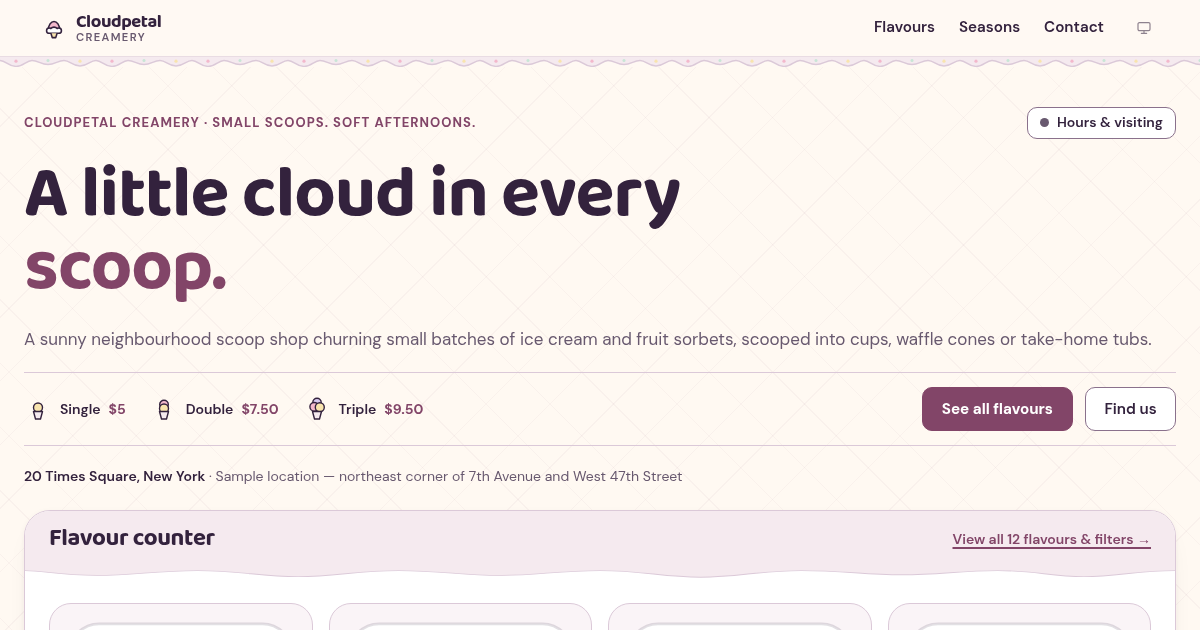 Cloudpetal
CREAMERY
Flavours Seasons Contact
CLOUDPETAL CREAMERY · SMALL SCOOPS. SOFT AFTERNOONS.
Hours & visiting
A little cloud in every
scoop.
A sunny neighbourhood scoop shop churning small batches of ice cream and fruit sorbets, scooped into cups, waffle cones or take-home tubs.
Single $5 Double $7.50 Triple $9.50
See all flavours
Find us
20 Times Square, New York · Sample location — northeast corner of 7th Avenue and West 47th Street
Flavour counter
View all 12 flavours & filters →